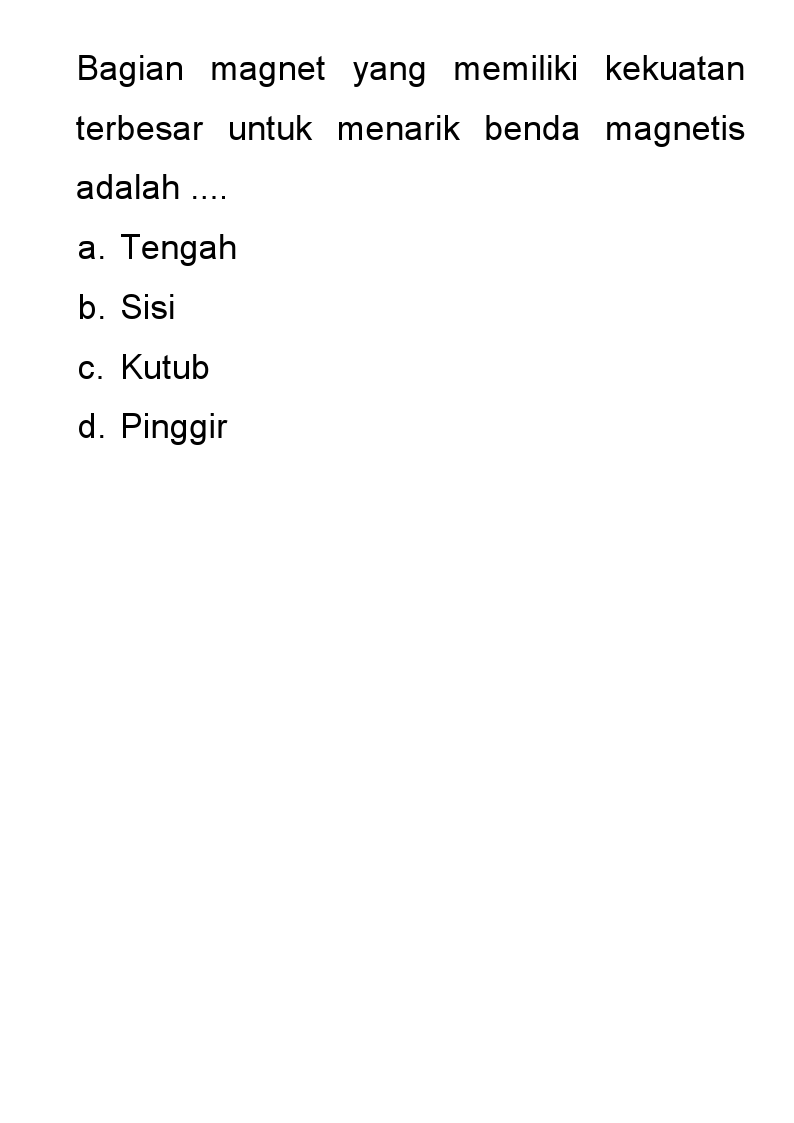 Bagian magnet yang memiliki kekuatan
terbesar untuk menarik benda magnetis
adalah ....
a. Tengah
b. Sisi
c. Kutub
d. Pinggir